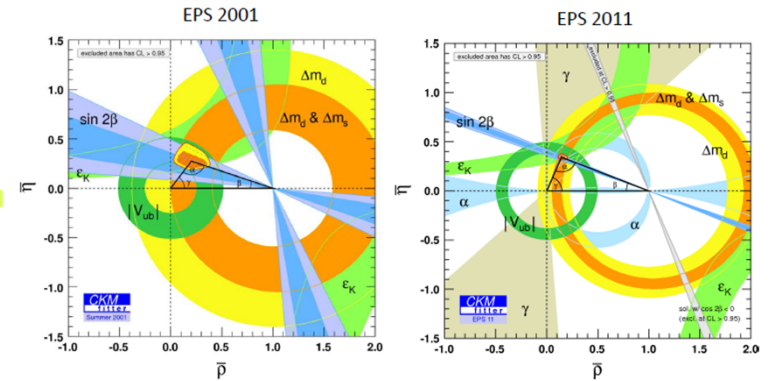 EPS 2001
excluded area has CL > 0.95
Δm_d
Δm_d & Δm_s
sin 2β
ε_K
α
γ
β
|V_ub|
ε_K
CKM
fitter
Summer 2001
η̅
1.5
1.0
0.5
0.0
-0.5
-1.0
-1.5
-1.0
-0.5
0.0
0.5
1.0
1.5
2.0
ρ̅
EPS 2011
excluded area has CL > 0.95
excluded at CL > 0.95
γ
Δm_d & Δm_s
sin 2β
Δm_d
ε_K
ε_K
α
α
γ
β
|V_ub|
α
γ
CKM
fitter
EPS 11
sol. w/ cos 2β < 0
(excl. at CL > 0.95)
η̅
1.5
1.0
0.5
0.0
-0.5
-1.0
-1.5
-1.0
-0.5
0.0
0.5
1.0
1.5
2.0
ρ̅